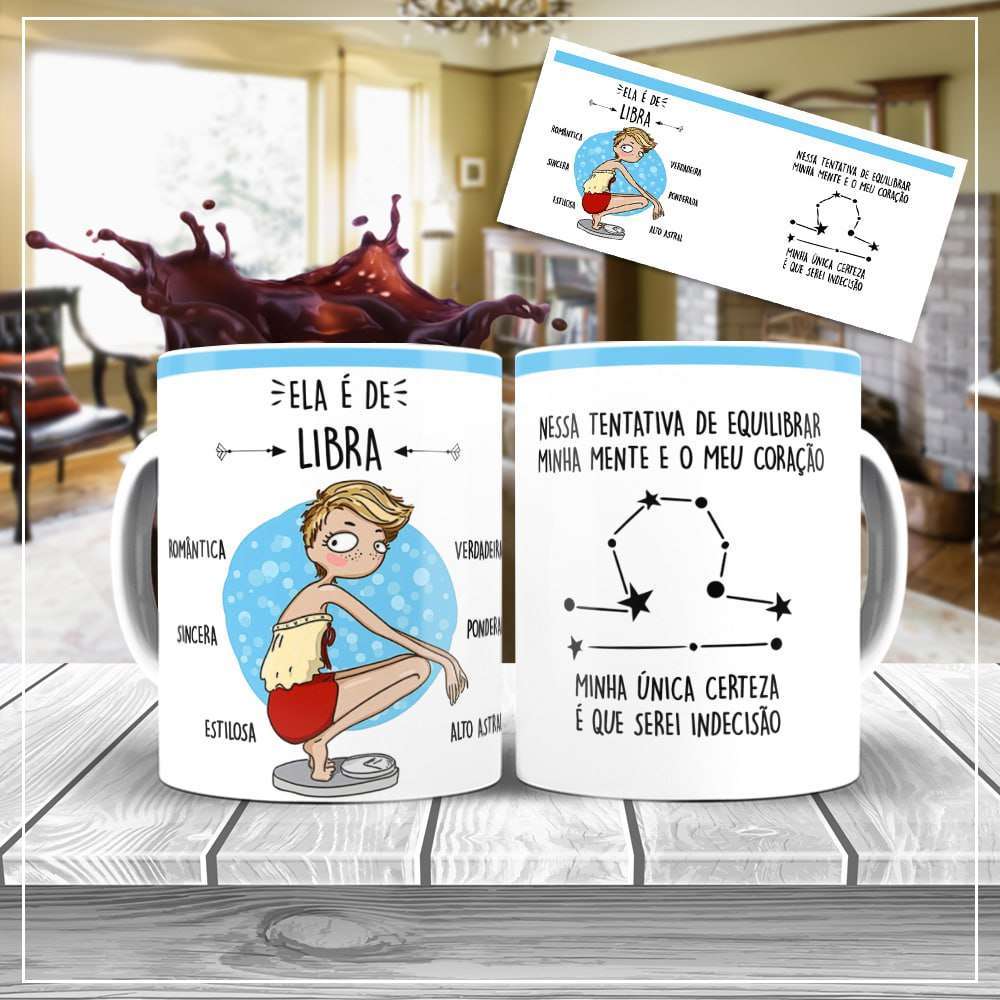 ELA É DE
LIBRA
ROMÂNTICA
VERDADEIRA
SINCERA
PONDERADA
ESTILOSA
ALTO ASTRAL
NESSA TENTATIVA DE EQUILIBRAR
MINHA MENTE E O MEU CORAÇÃO
MINHA ÚNICA CERTEZA
É QUE SEREI INDECISÃO
ELA É DE
LIBRA
ROMÂNTICA
VERDADEIRA
SINCERA
PONDERA
ESTILOSA
ALTO ASTRAL
NESSA TENTATIVA DE EQUILIBRAR
MINHA MENTE E O MEU CORAÇÃO
MINHA ÚNICA CERTEZA
É QUE SEREI INDECISÃO